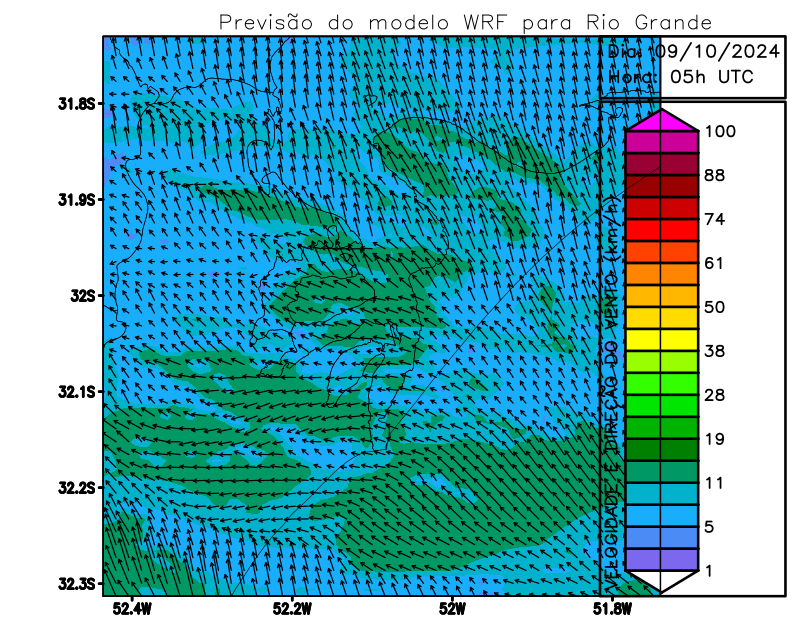 Previsão do modelo WRF para Rio Grande
Dia: 09/10/2024
Hora: 05h UTC
VELOCIDADE E DIREÇÃO DO VENTO (km/h)
100
88
74
61
50
38
28
19
11
5
1
31.8S
31.9S
32S
32.1S
32.2S
32.3S
52.4W
52.2W
52W
51.8W